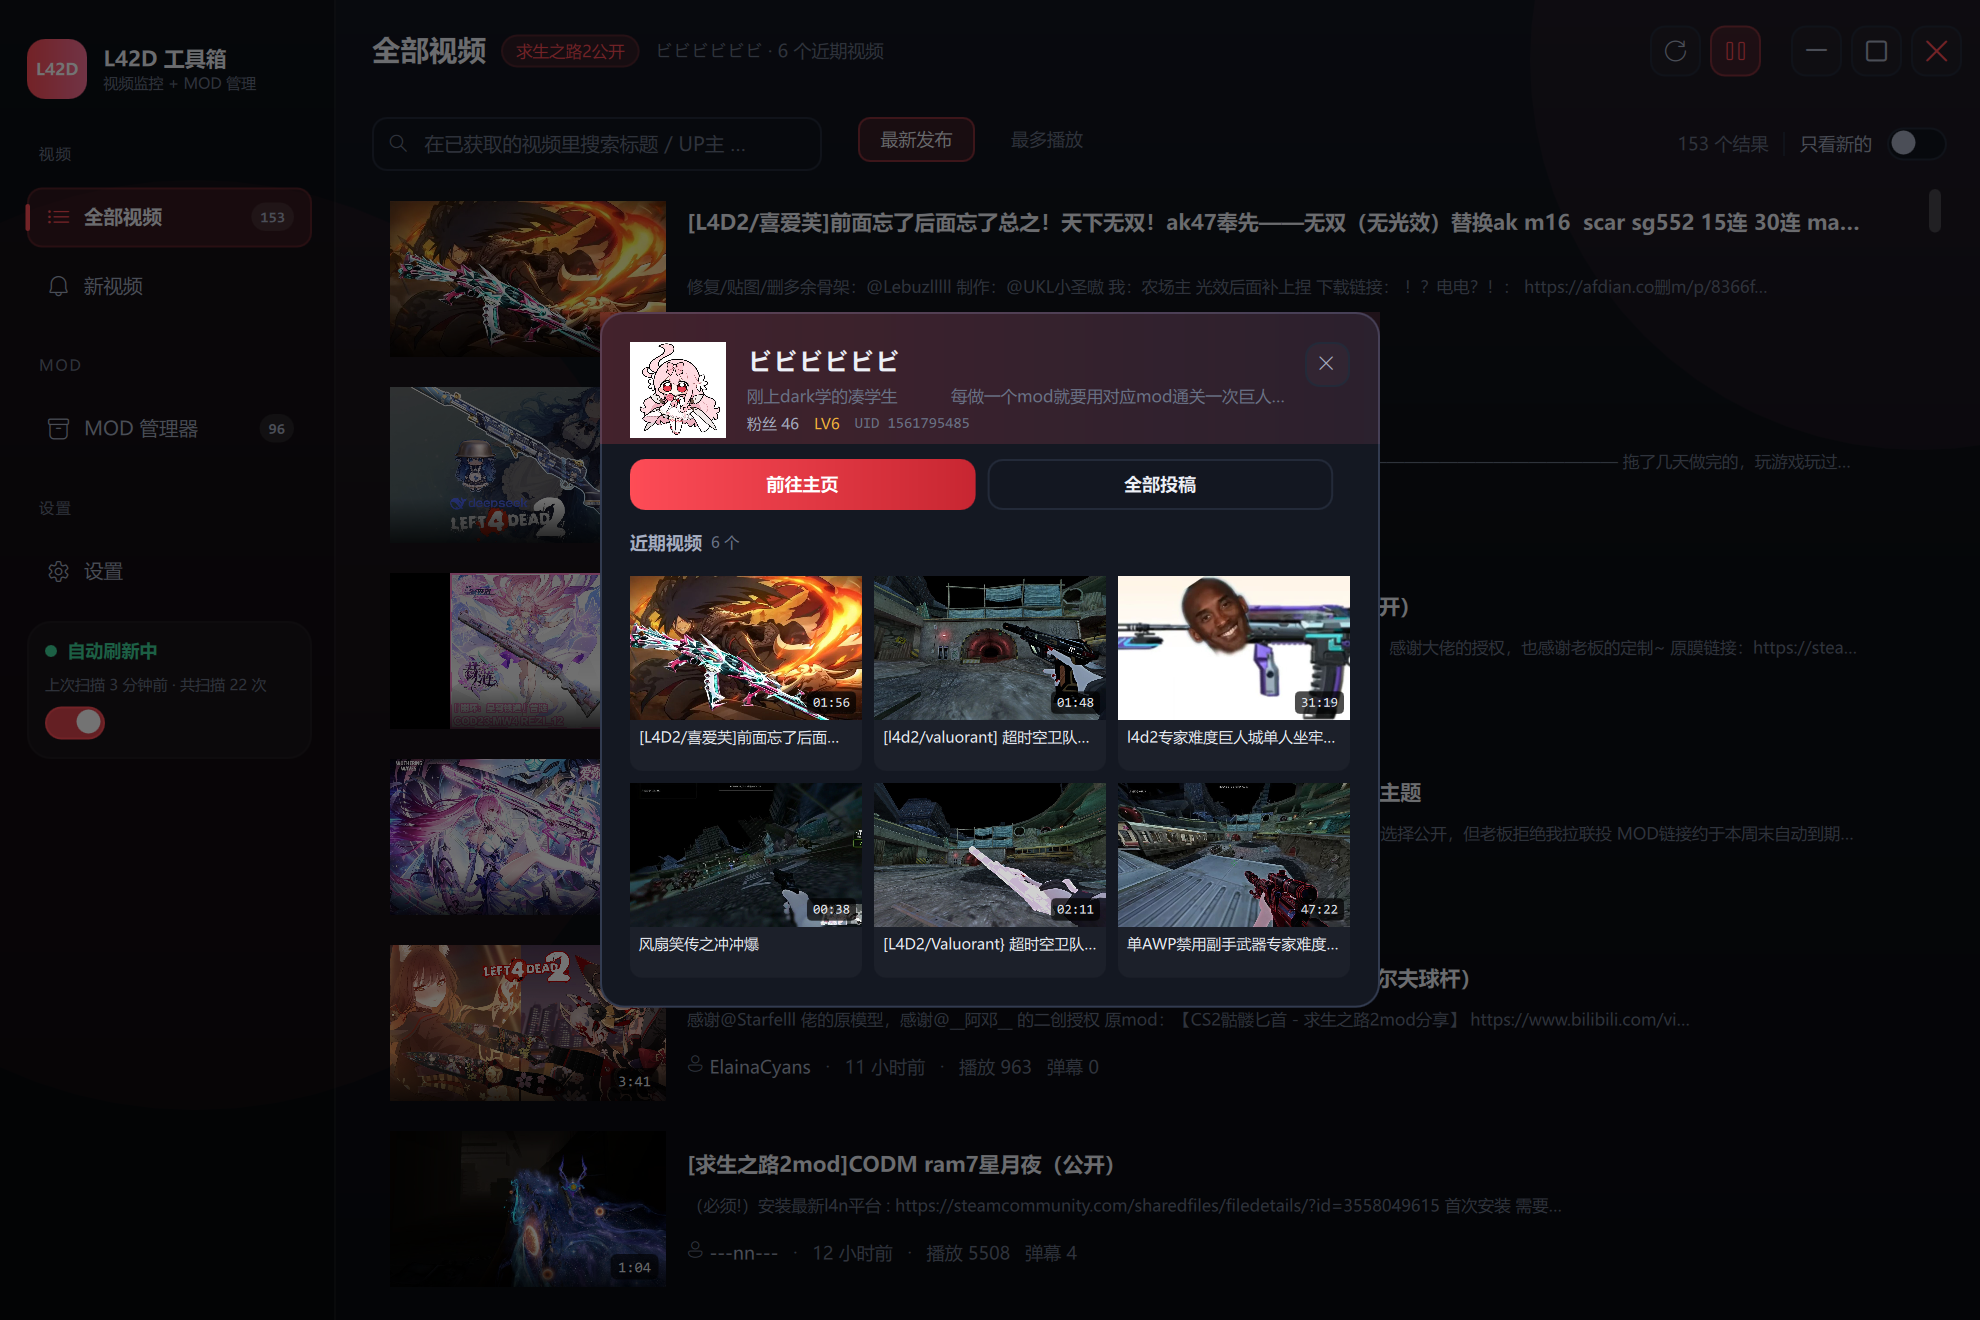 L42D
L42D 工具箱
视频监控 + MOD 管理
视频
全部视频 153
新视频
MOD
MOD 管理器 96
设置
设置
自动刷新中
上次扫描 3 分钟前 · 共扫描 22 次
全部视频 求生之路2公开 ビビビビビビ · 6 个近期视频
在已获取的视频里搜索标题 / UP主 ...
最新发布 最多播放
153 个结果 只看新的
[L4D2/喜爱芙]前面忘了后面忘了总之！天下无双！ak47奉先——无双（无光效）替换ak m16 scar sg552 15连 30连 ma...
修复/贴图/删多余骨架：@Lebuzlllll 制作：@UKL小圣嗷 我：农场主 光效后面补上捏 下载链接： ！？电电？！： https://afdian.co删m/p/8366f...
deepseek
LEFT 4 DEAD 2
拖了几天做完的，玩游戏玩过...
开）
感谢大佬的授权，也感谢老板的定制~ 原膜链接：https://stea...
主题
选择公开，但老板拒绝我拉联投 MOD链接约于本周末自动到期...
LEFT 4 DEAD 2
3:41
尔夫球杆）
感谢@Starfelll 佬的原模型，感谢@__阿邓__ 的二创授权 原mod：【CS2骷髅匕首 - 求生之路2mod分享】 https://www.bilibili.com/vi...
ElainaCyans · 11 小时前 · 播放 963 弹幕 0
1:04
[求生之路2mod]CODM ram7星月夜（公开）
（必须!）安装最新l4n平台 : https://steamcommunity.com/sharedfiles/filedetails/?id=3558049615 首次安装 需要...
---nn--- · 12 小时前 · 播放 5508 弹幕 4
ビビビビビビ
刚上dark学的凑学生 每做一个mod就要用对应mod通关一次巨人...
粉丝 46 LV6 UID 1561795485
前往主页 全部投稿
近期视频 6 个
01:56
[L4D2/喜爱芙]前面忘了后面...
01:48
[l4d2/valuorant] 超时空卫队...
31:19
l4d2专家难度巨人城单人坐牢...
00:38
风扇笑传之冲冲爆
02:11
[L4D2/Valuorant} 超时空卫队...
47:22
单AWP禁用副手武器专家难度...